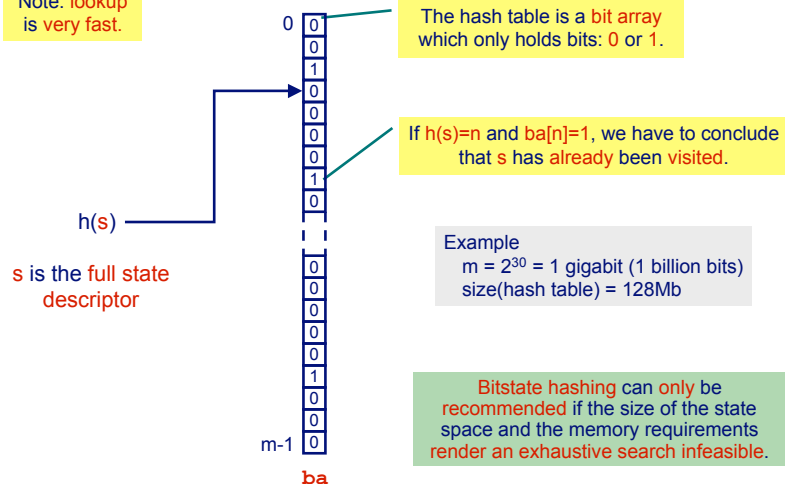 Note: lookup
is very fast.
The hash table is a bit array
which only holds bits: 0 or 1.
0
0
0
1
0
0
0
0
1
0
If h(s)=n and ba[n]=1, we have to conclude
that s has already been visited.
h(s)
s is the full state
descriptor
Example
m = 2³⁰ = 1 gigabit (1 billion bits)
size(hash table) = 128Mb
0
0
0
0
0
1
0
0
m-1 0
Bitstate hashing can only be
recommended if the size of the state
space and the memory requirements
render an exhaustive search infeasible.
ba